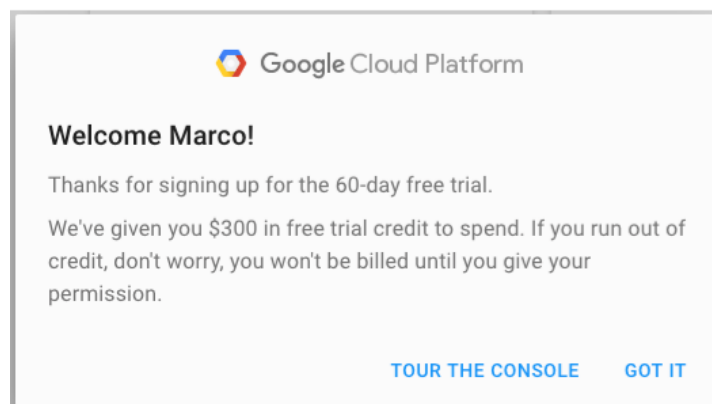 Google Cloud Platform
Welcome Marco!
Thanks for signing up for the 60-day free trial.
We've given you $300 in free trial credit to spend. If you run out of
credit, don't worry, you won't be billed until you give your
permission.
TOUR THE CONSOLE GOT IT